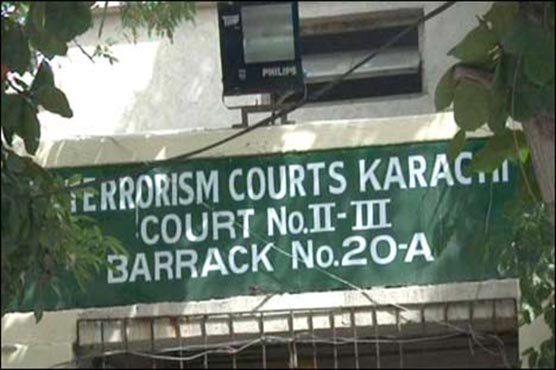 PHILIPS
TERRORISM COURTS KARACHI
COURT No.II-III
BARRACK No.20-A